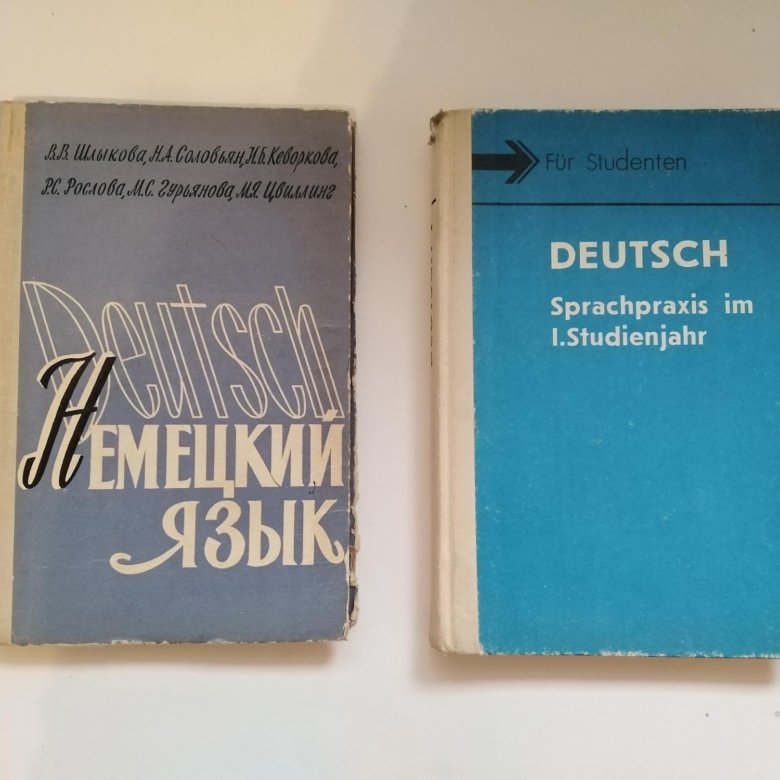 В.В. Шлыкова, Н.А. Соловьян, Н.Б. Кеворкова,
Р.С. Рослова, М.С. Гурьянова, М.Я. Цвиллинг
Deutsch
Немецкий
язык
Für Studenten
DEUTSCH
Sprachpraxis im
I. Studienjahr